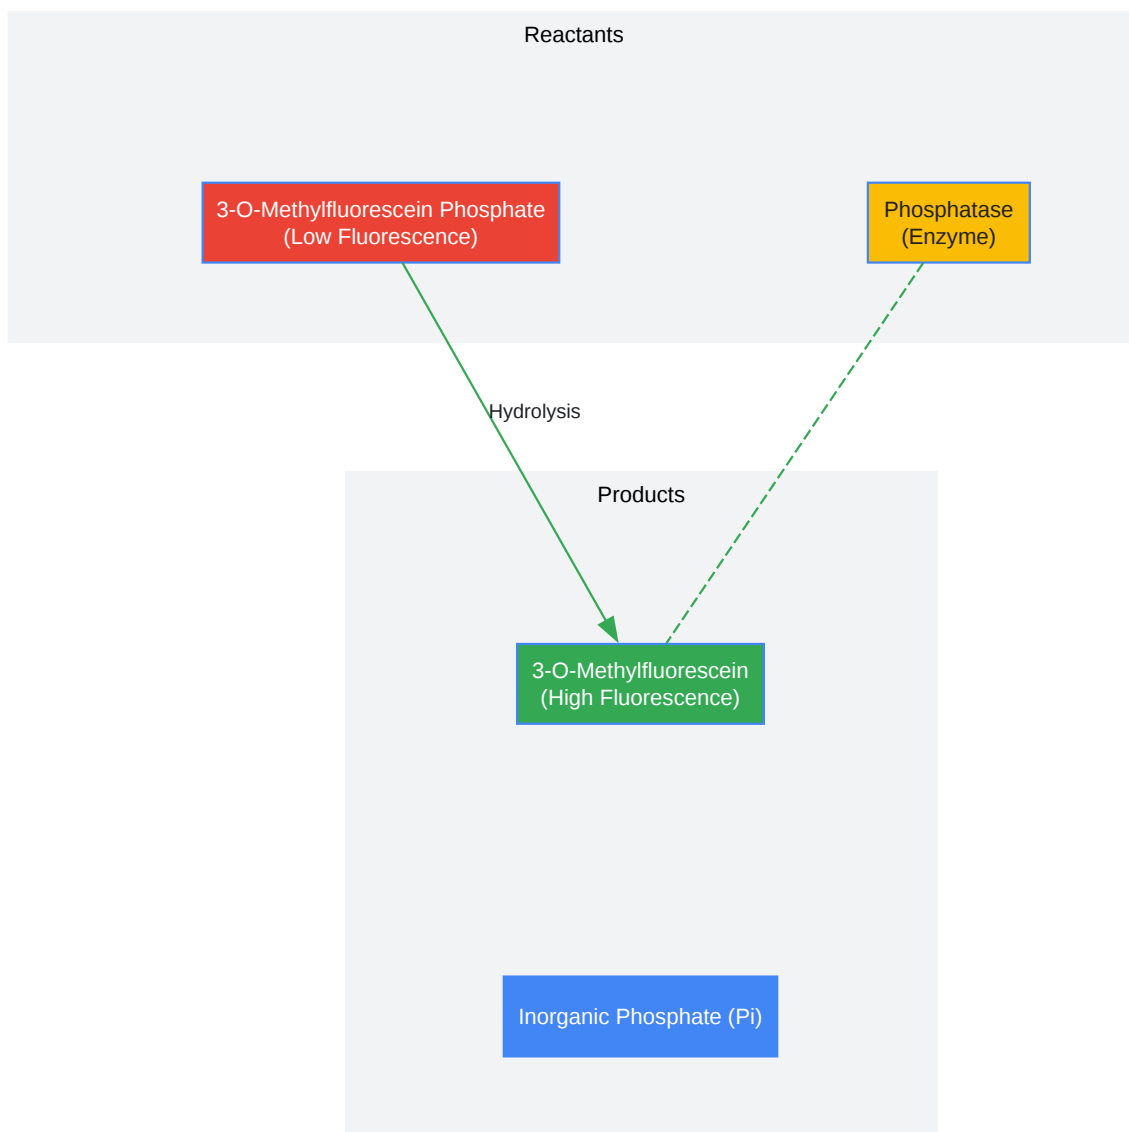 Reactants
3-O-Methylfluorescein Phosphate
(Low Fluorescence)
Phosphatase
(Enzyme)
Hydrolysis
Products
3-O-Methylfluorescein
(High Fluorescence)
Inorganic Phosphate (Pi)